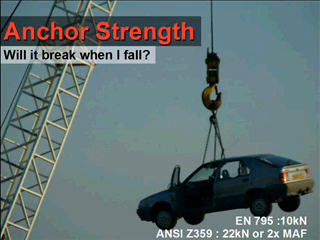 Anchor Strength
Will it break when I fall?
EN 795 :10kN
ANSI Z359 : 22kN or 2x MAF